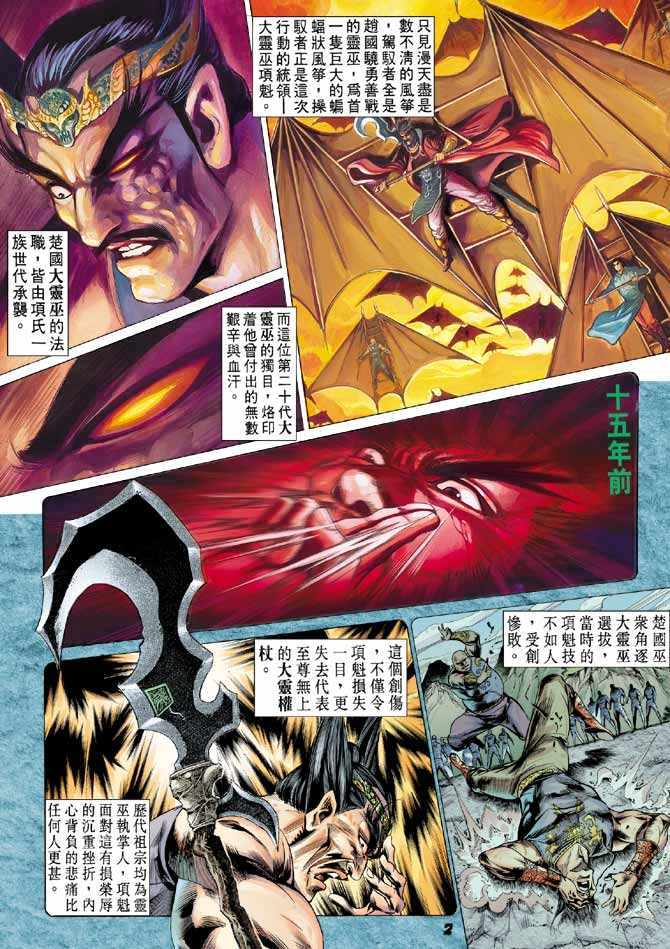 只見漫天盡是
數不清的風箏
，駕馭者全是
趙國驍勇善戰
的靈巫，爲首
一隻巨大的蝙
蝠狀風箏，操
馭者正是這次
行動的統領—
大靈巫項魁。
楚國大靈巫的法
職，皆由項氏一
族世代承襲。
而這位第二十代大
靈巫的獨目，烙印
着他曾付出的無數
艱辛與血汗。
十五年前
楚國巫
衆角逐
大靈巫
選拔，
當時的
項魁技
不如人
，受創
慘敗。
這個創傷
，不僅令
項魁損失
一目，更
失去代表
至尊無上
的大靈權
杖。
歷代祖宗均為靈
巫執掌人，項魁
面對這有損榮辱
的沉重挫折，內
心背負的悲痛比
任何人更甚。
2